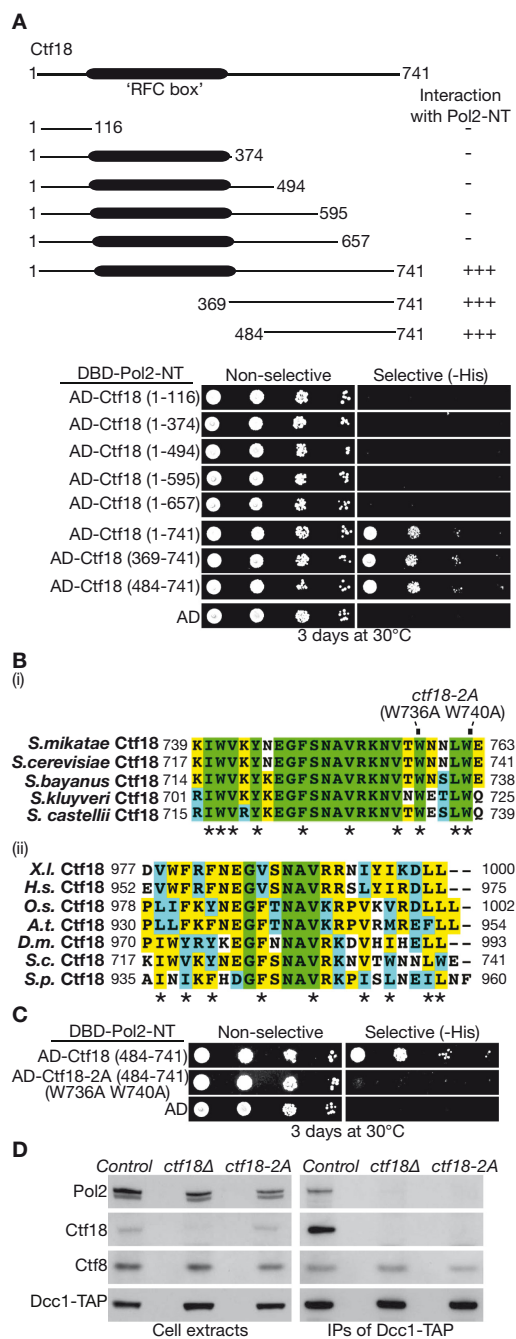 A
Ctf18
1 741
'RFC box'
Interaction
with Pol2-NT
1 116 -
1 374 -
1 494 -
1 595 -
1 657 -
1 741 +++
369 741 +++
484 741 +++
DBD-Pol2-NT Non-selective Selective (-His)
AD-Ctf18 (1-116)
AD-Ctf18 (1-374)
AD-Ctf18 (1-494)
AD-Ctf18 (1-595)
AD-Ctf18 (1-657)
AD-Ctf18 (1-741)
AD-Ctf18 (369-741)
AD-Ctf18 (484-741)
AD
3 days at 30°C
B
(i)
ctf18-2A
(W736A W740A)
S.mikatae Ctf18 739 KIWVKYNEGFSNAVRKNVTWNNLWE 763
S.cerevisiae Ctf18 717 KIWVKYNEGFSNAVRKNVTWNNLWE 741
S.bayanus Ctf18 714 KIWVKYKEGFSNAVRKNVTWNSLWE 738
S.kluyveri Ctf18 701 RIWVKYKEGFSNAVRKNVTWNETLWQ 725
S. castellii Ctf18 715 RIWVRYKEGFSNAVRKNVTWNSLWQ 739
**** * * * * * **
(ii)
X.l. Ctf18 977 DVWFRFNEGVSNAVRRNIYIKDLL-- 1000
H.s. Ctf18 952 EVWFRFNEGVSNAVRRSLYIRDLL-- 975
O.s. Ctf18 978 PLIFKYNEGFTNAVKRPVKVRDLLL- 1002
A.t. Ctf18 930 PLLFKFNEGFTNAVKRPVRMREFLL- 954
D.m. Ctf18 970 PIWYRYKEGFNNAVRKDVHIHELL-- 993
S.c. Ctf18 717 KIWVKYNEGFSNAVRKNVTWNNLWE- 741
S.p. Ctf18 935 AINIKFHDGFSNAVRKPISLNEILNF 960
* * * * * * * **
C
DBD-Pol2-NT Non-selective Selective (-His)
AD-Ctf18 (484-741)
AD-Ctf18-2A (484-741)
(W736A W740A)
AD
3 days at 30°C
D
Control ctf18Δ ctf18-2A Control ctf18Δ ctf18-2A
Pol2
Ctf18
Ctf8
Dcc1-TAP
Cell extracts IPs of Dcc1-TAP